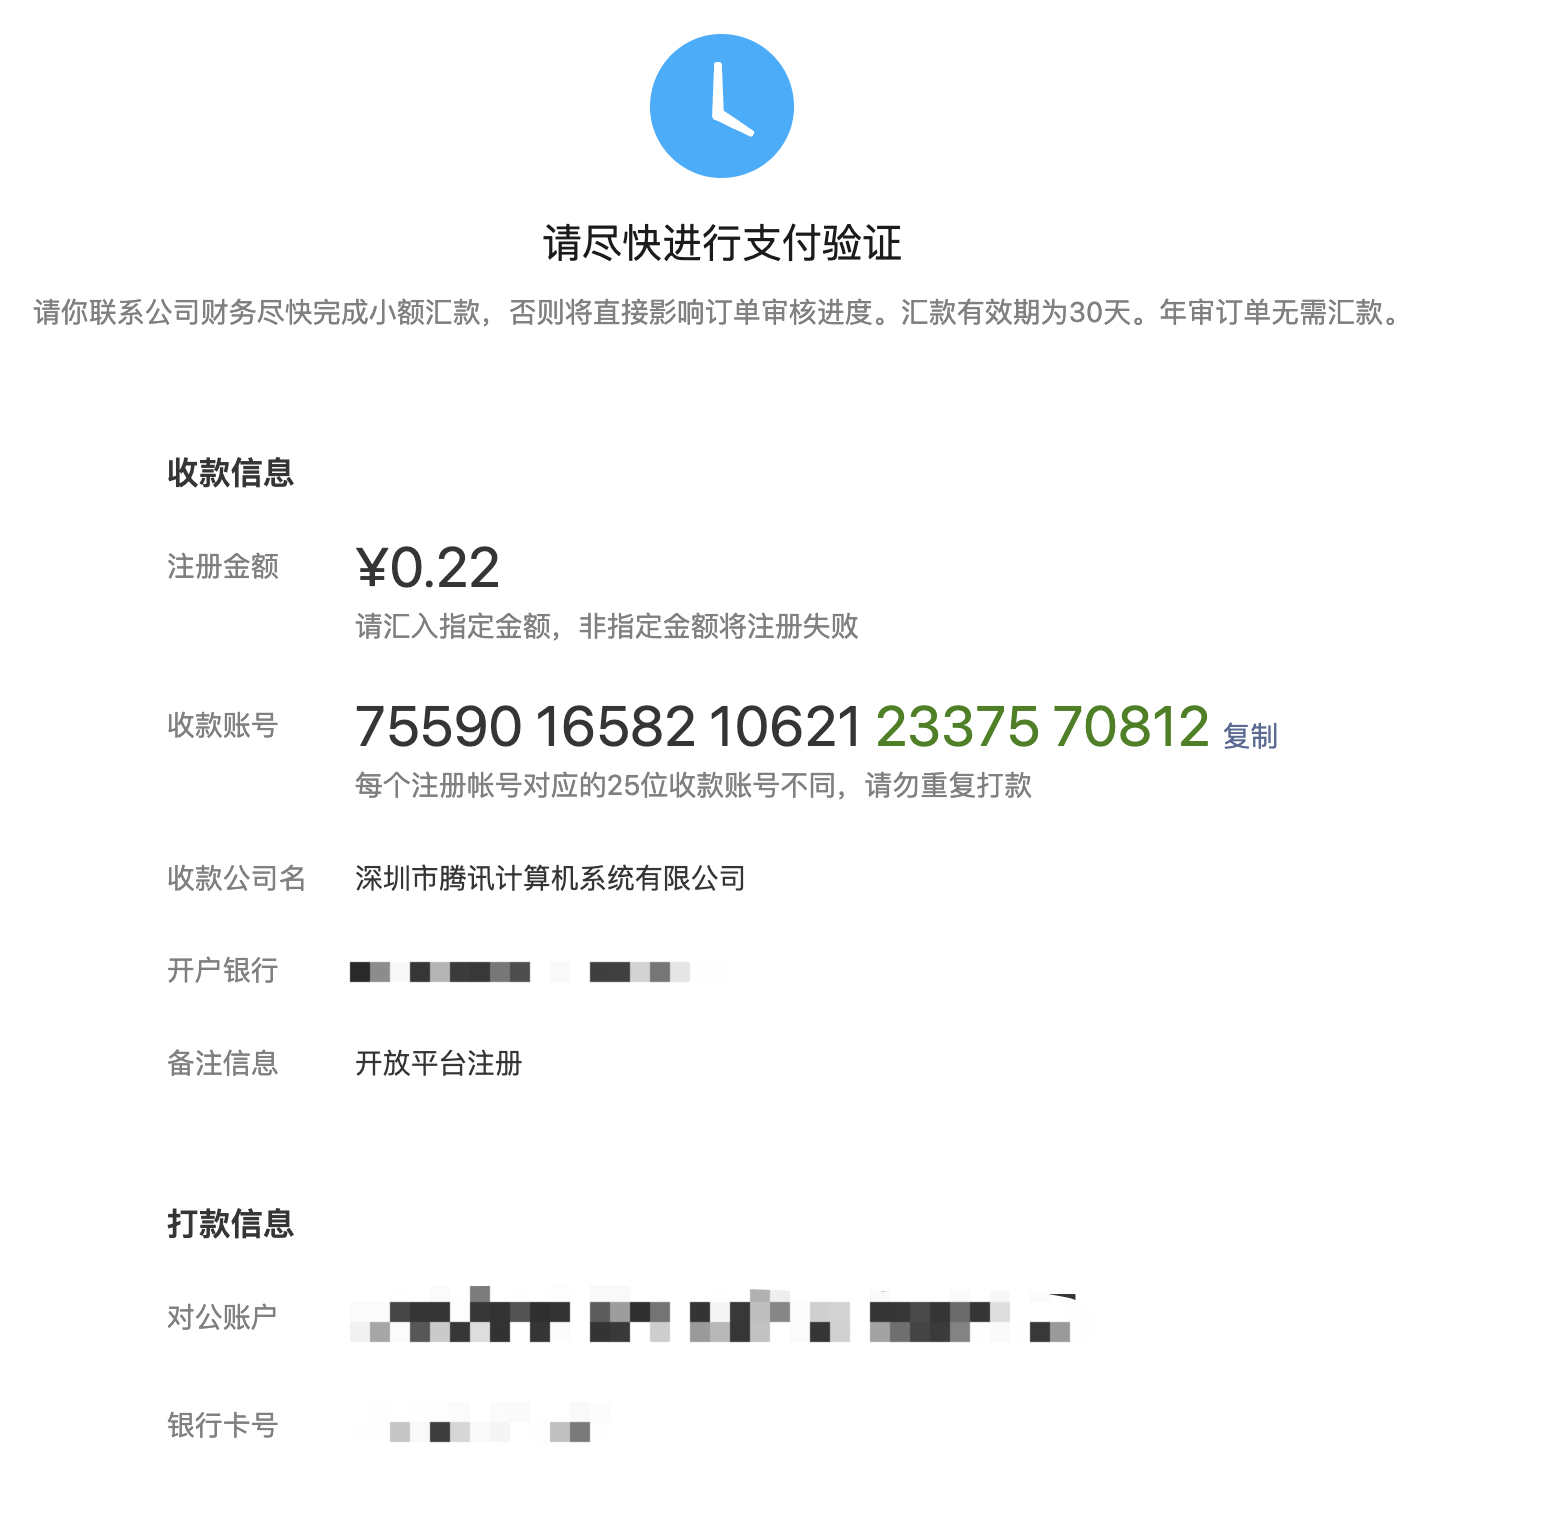 请尽快进行支付验证
请你联系公司财务尽快完成小额汇款，否则将直接影响订单审核进度。汇款有效期为30天。年审订单无需汇款。
收款信息
注册金额 ¥0.22
请汇入指定金额，非指定金额将注册失败
收款账号 75590 16582 10621 23375 70812 复制
每个注册帐号对应的25位收款账号不同，请勿重复打款
收款公司名 深圳市腾讯计算机系统有限公司
开户银行
备注信息 开放平台注册
打款信息
对公账户
银行卡号